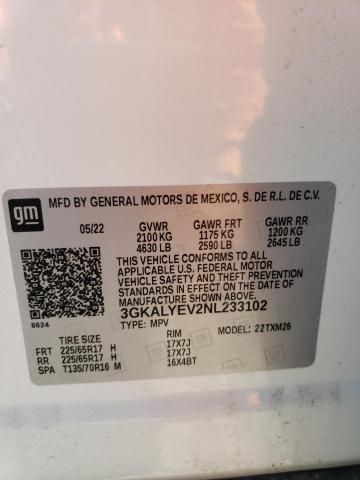 gm
MFD BY GENERAL MOTORS DE MEXICO, S. DE R.L. DE C.V.
05/22 GVWR GAWR FRT GAWR RR
2100 KG 1175 KG 1200 KG
4630 LB 2590 LB 2645 LB
THIS VEHICLE CONFORMS TO ALL APPLICABLE
U.S. FEDERAL MOTOR VEHICLE SAFETY, BUMPER,
AND THEFT PREVENTION STANDARDS IN EFFECT ON
THE DATE OF MANUFACTURE SHOWN ABOVE.
3GKALYEV2NL233102
8624 TYPE: MPV MODEL: 22TXM26
TIRE SIZE RIM
FRT 225/65R17 H 17X7J
RR 225/65R17 H 17X7J
SPA T135/70R16 M 16X4BT